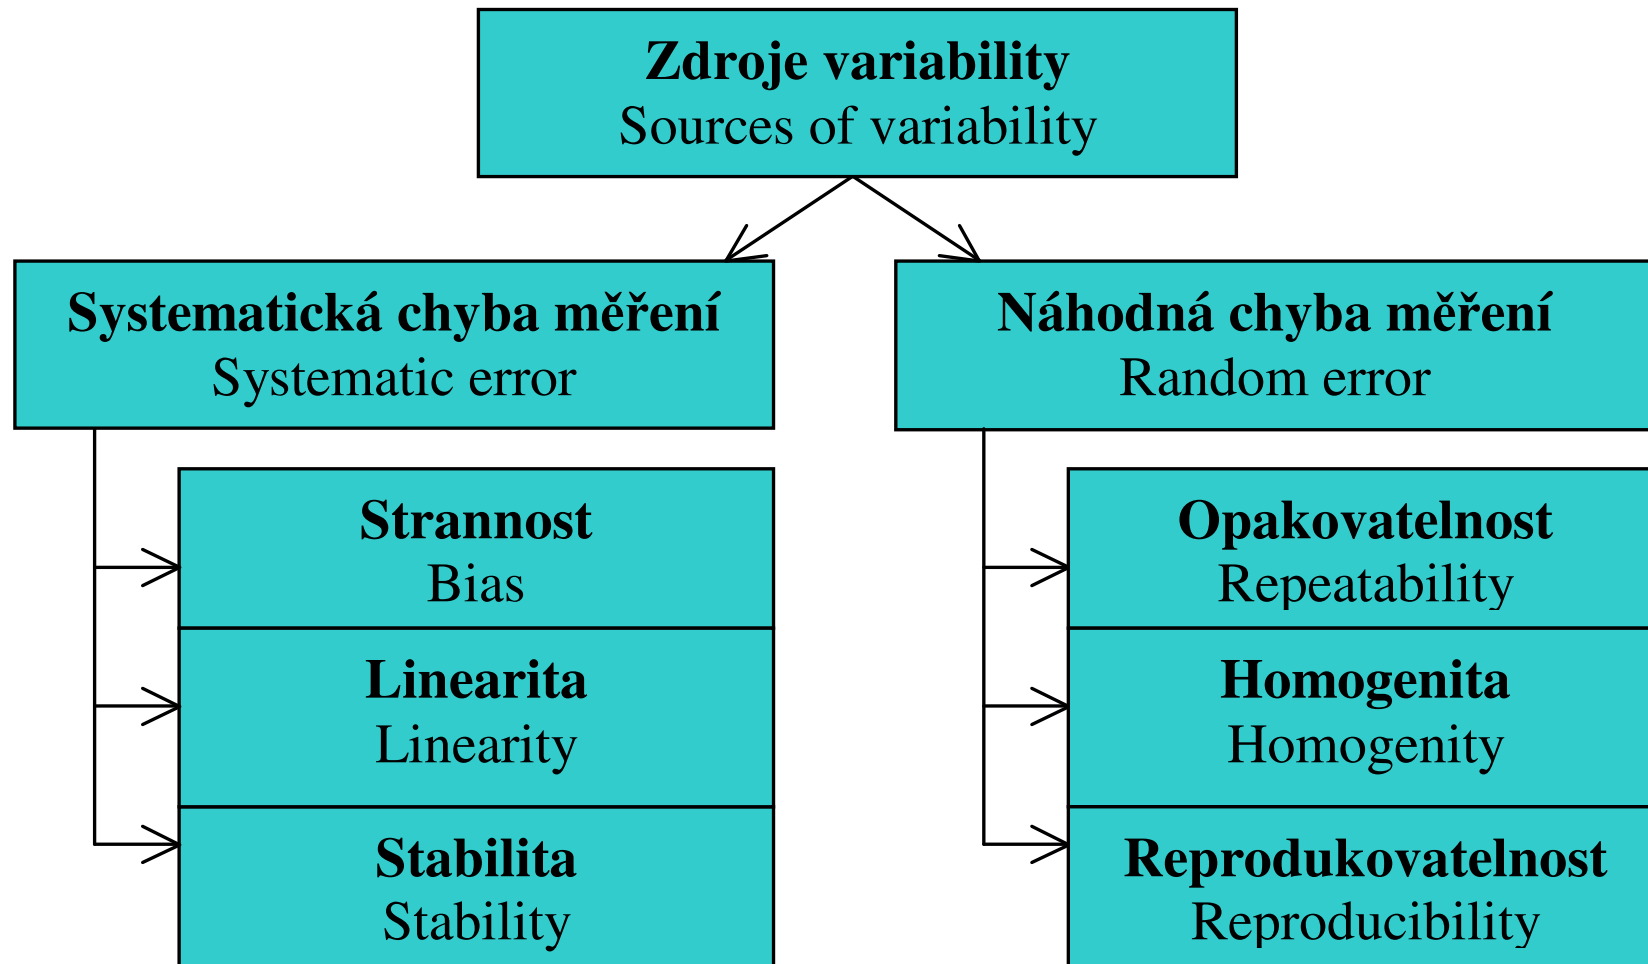 Zdroje variability
Sources of variability
Systematická chyba měření
Systematic error
Náhodná chyba měření
Random error
Strannost
Bias
Linearita
Linearity
Stabilita
Stability
Opakovatelnost
Repeatability
Homogenita
Homogenity
Reprodukovatelnost
Reproducibility